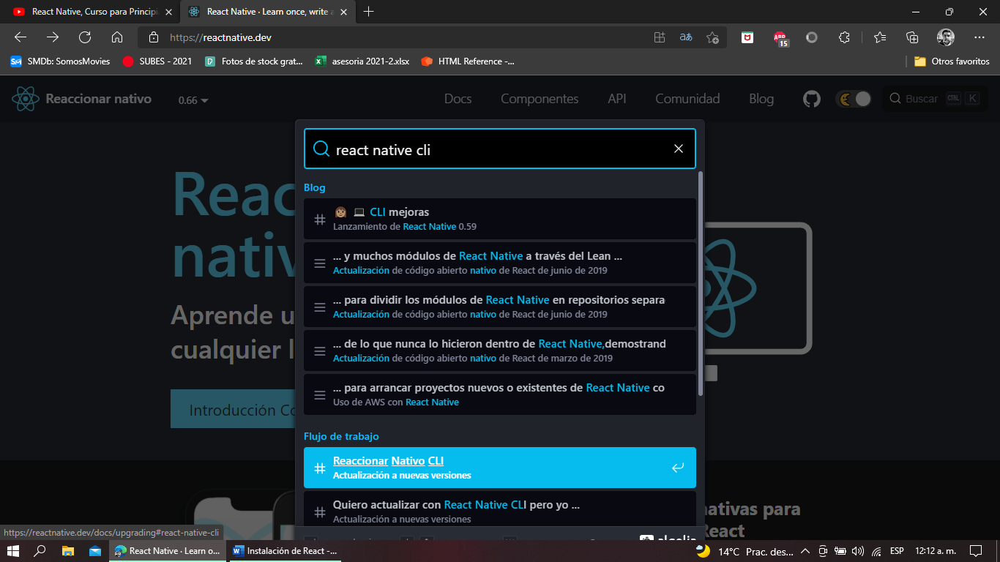 React Native, Curso para Principi
React Native · Learn once, write a
https://reactnative.dev
15
SMDb: SomosMovies
SUBES - 2021
Fotos de stock grat...
asesoria 2021-2.xlsx
HTML Reference -...
Otros favoritos
Reaccionar nativo
0.66
Docs
Componentes
API
Comunidad
Blog
Buscar
CTRL
K
react native cli
Reac
nativ
Aprende u
cualquier l
Introducción Co
Blog
CLI mejoras
Lanzamiento de React Native 0.59
... y muchos módulos de React Native a través del Lean ...
Actualización de código abierto nativo de React de junio de 2019
... para dividir los módulos de React Native en repositorios separa
Actualización de código abierto nativo de React de junio de 2019
... de lo que nunca lo hicieron dentro de React Native,demostrand
Actualización de código abierto nativo de React de marzo de 2019
... para arrancar proyectos nuevos o existentes de React Native co
Uso de AWS con React Native
Flujo de trabajo
Reaccionar Nativo CLI
Actualización a nuevas versiones
Quiero actualizar con React Native CLI pero yo ...
Actualización a nuevas versiones
nativas para
React
algolia
https://reactnative.dev/docs/upgrading#react-native-cli
React Native · Learn o...
Instalación de React -...
14°C Prac. des...
ESP
12:12 a. m.